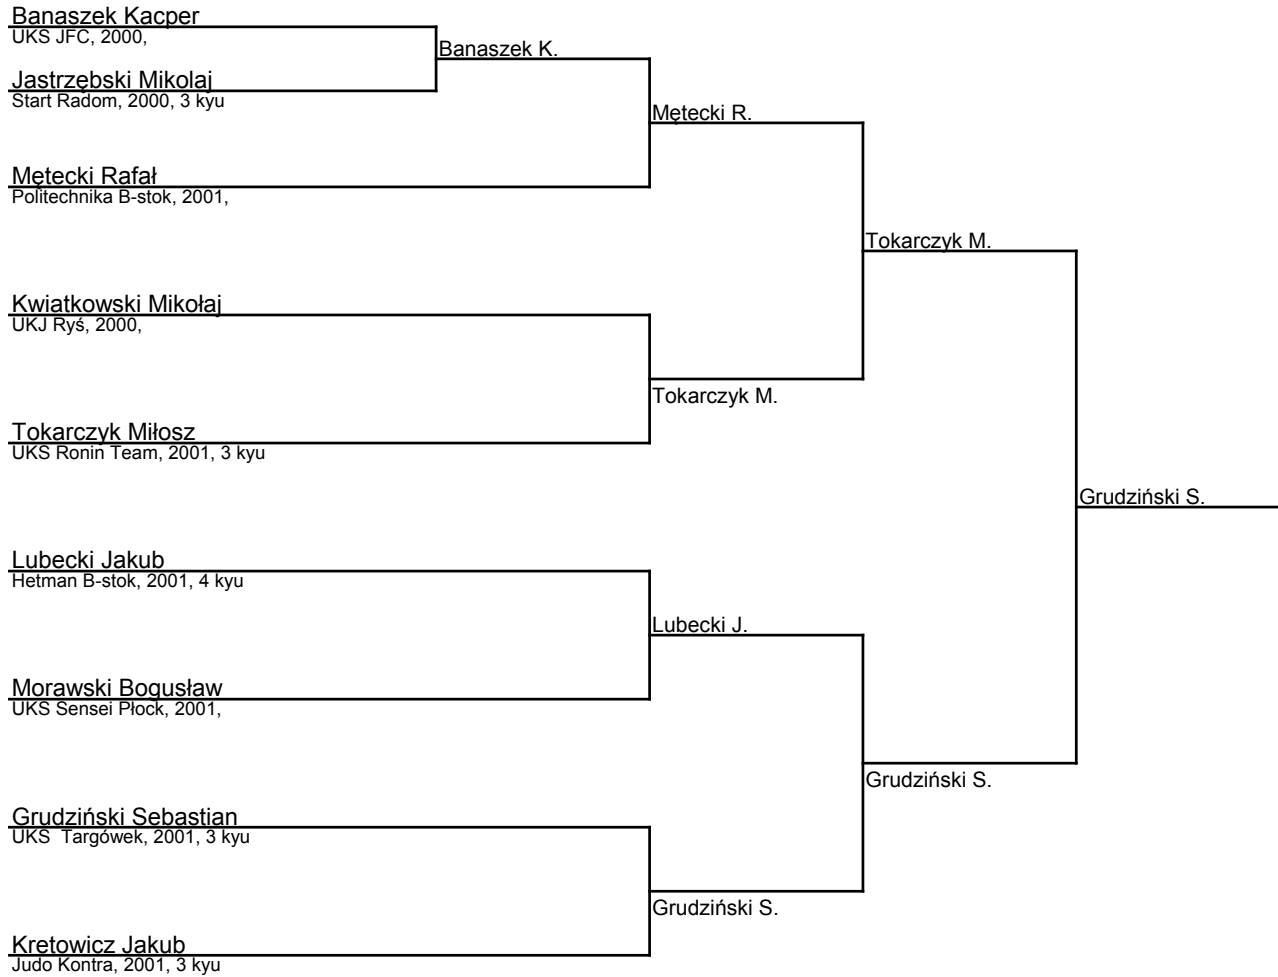 Banaszek Kacper
UKS JFC, 2000,
Banaszek K.
Jastrzębski Mikolaj
Start Radom, 2000, 3 kyu
Mętecki R.
Mętecki Rafał
Politechnika B-stok, 2001,
Tokarczyk M.
Kwiatkowski Mikołaj
UKJ Ryś, 2000,
Tokarczyk M.
Tokarczyk Miłosz
UKS Ronin Team, 2001, 3 kyu
Grudziński S.
Lubecki Jakub
Hetman B-stok, 2001, 4 kyu
Lubecki J.
Morawski Bogusław
UKS Sensei Płock, 2001,
Grudziński S.
Grudziński Sebastian
UKS  Targówek, 2001, 3 kyu
Grudziński S.
Kretowicz Jakub
Judo Kontra, 2001, 3 kyu